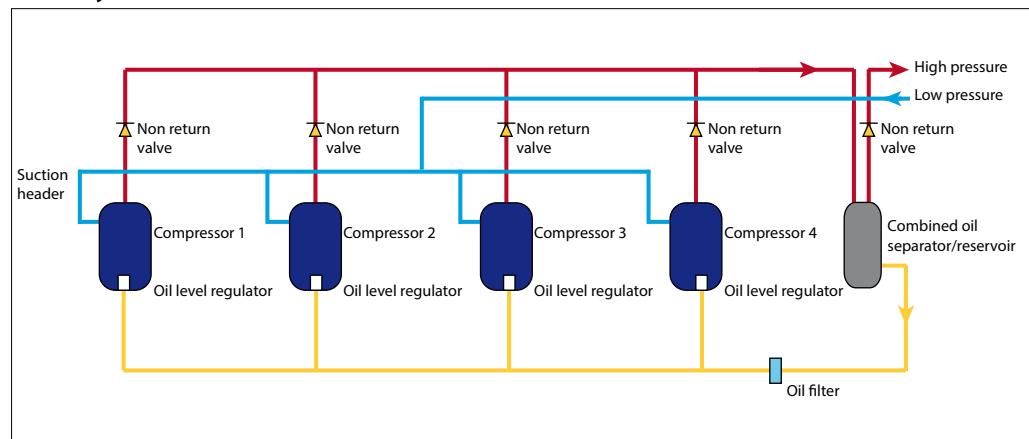 High pressure
Low pressure
Non return
valve
Non return
valve
Non return
valve
Non return
valve
Non return
valve
Suction
header
Compressor 1
Compressor 2
Compressor 3
Compressor 4
Combined oil
separator/reservoir
Oil level regulator
Oil level regulator
Oil level regulator
Oil level regulator
Oil filter